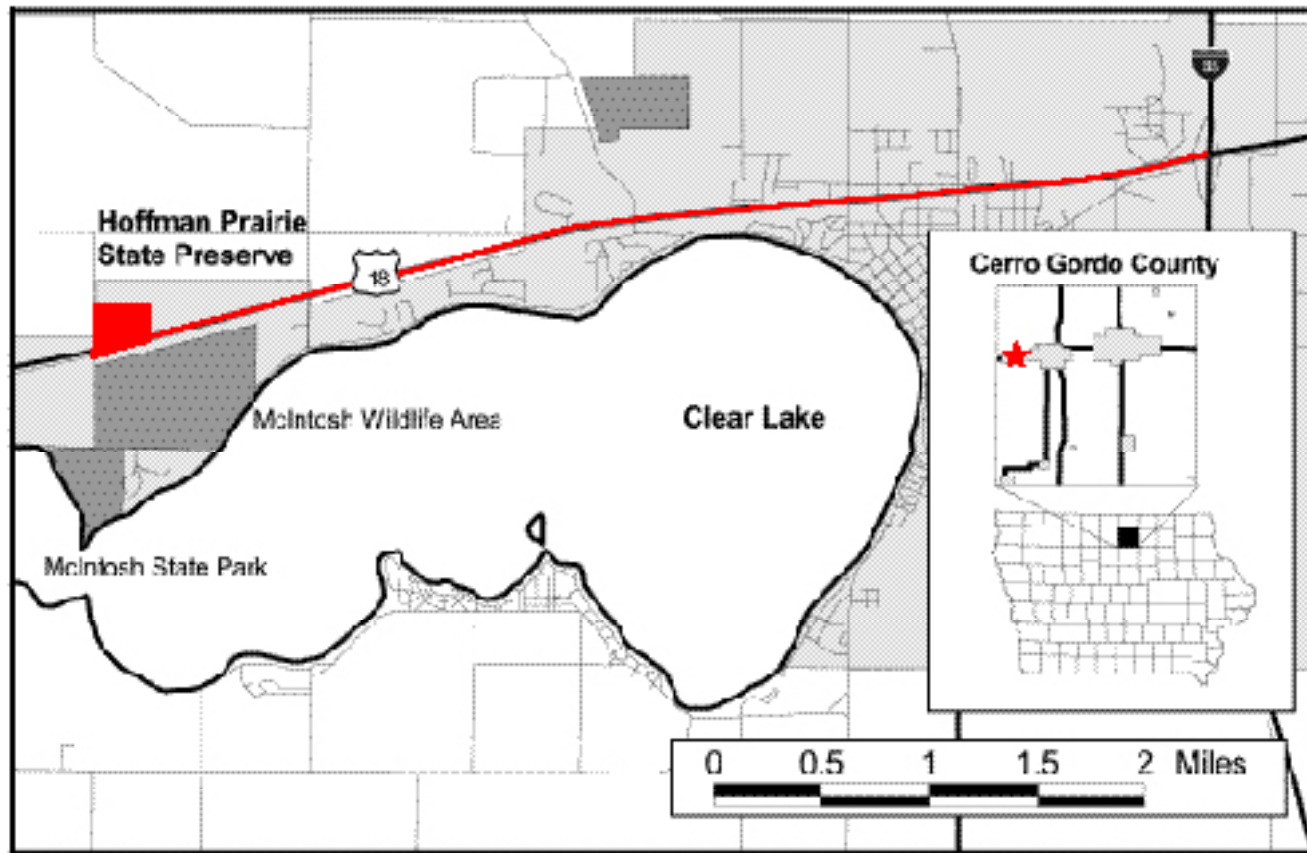 35
Hoffman Prairie
State Preserve
18
Cerro Gordo County
McIntosh Wildlife Area
Clear Lake
McIntosh State Park
0 0.5 1 1.5 2 Miles